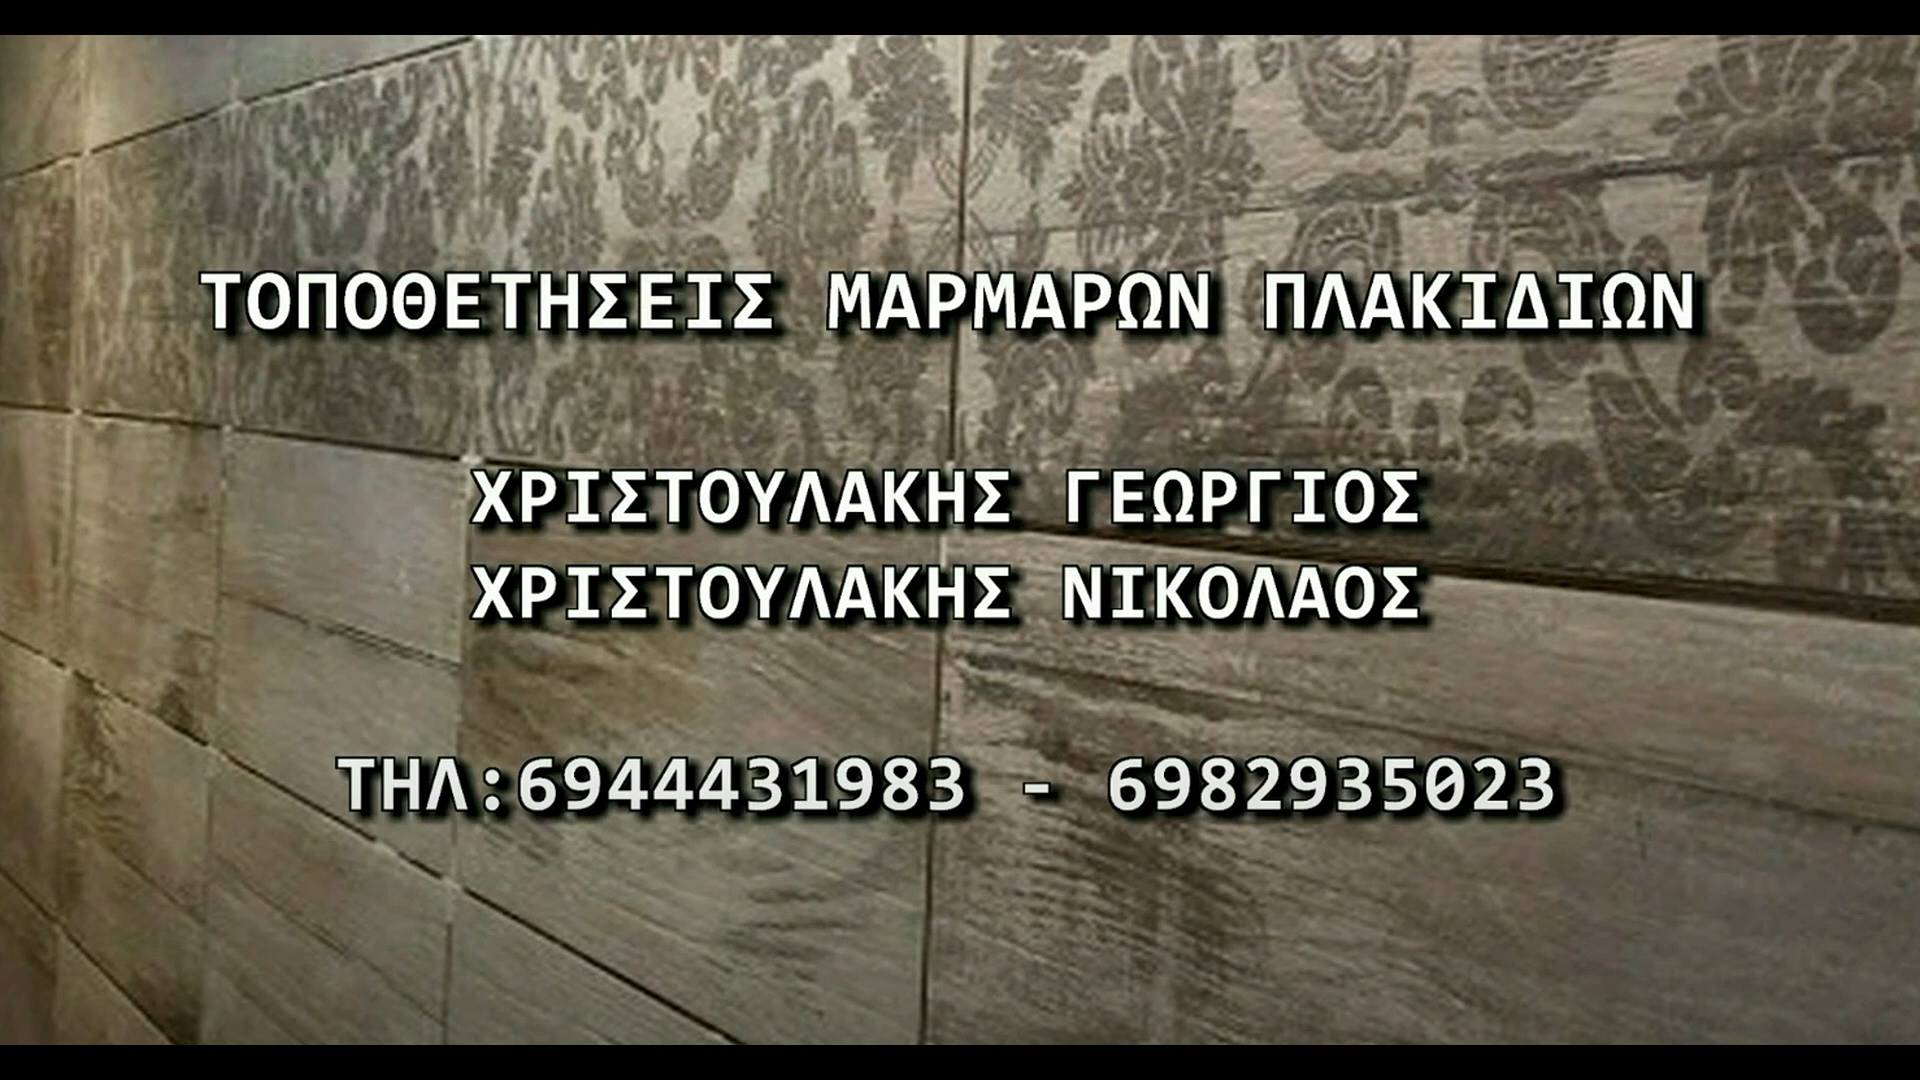 ΤΟΠΟΘΕΤΗΣΕΙΣ ΜΑΡΜΑΡΩΝ ΠΛΑΚΙΔΙΩΝ
ΧΡΙΣΤΟΥΛΑΚΗΣ ΓΕΩΡΓΙΟΣ
ΧΡΙΣΤΟΥΛΑΚΗΣ ΝΙΚΟΛΑΟΣ
ΤΗΛ:6944431983 - 6982935023